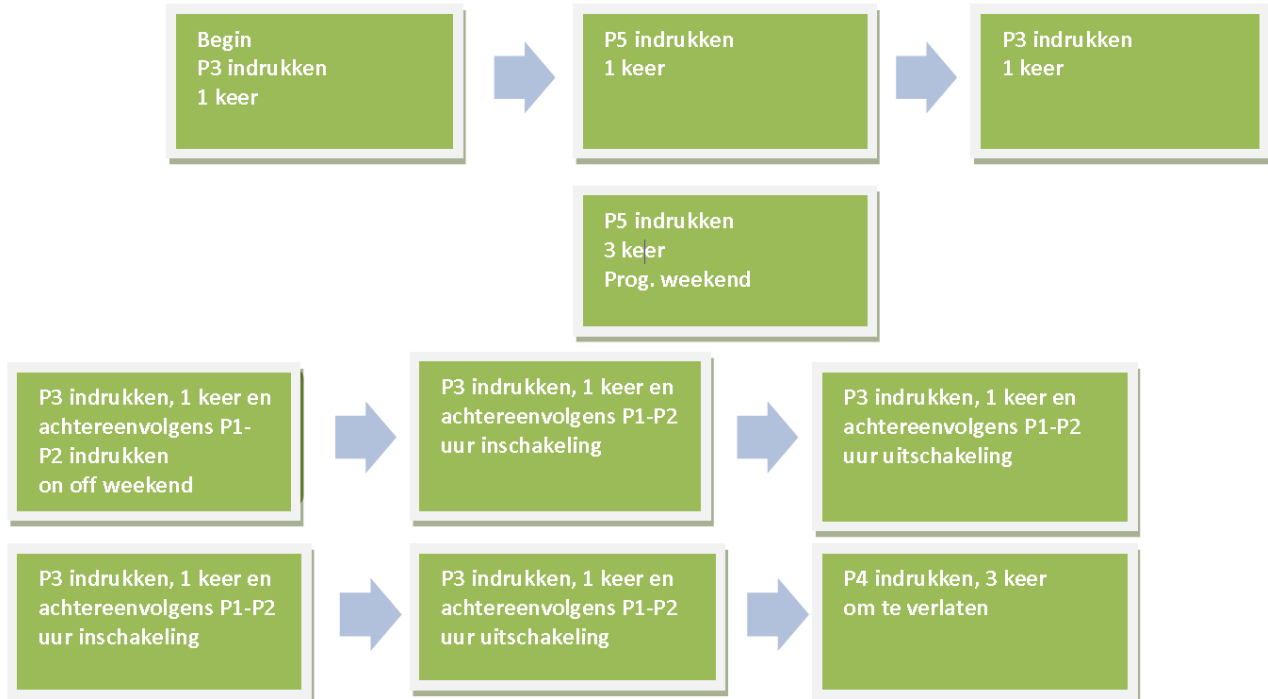 Begin
P3 indrukken
1 keer
P5 indrukken
1 keer
P3 indrukken
1 keer
P5 indrukken
3 keer
Prog. weekend
P3 indrukken, 1 keer en
achtereenvolgens P1-
P2 indrukken
on off weekend
P3 indrukken, 1 keer en
achtereenvolgens P1-P2
uur inschakeling
P3 indrukken, 1 keer en
achtereenvolgens P1-P2
uur uitschakeling
P3 indrukken, 1 keer en
achtereenvolgens P1-P2
uur inschakeling
P3 indrukken, 1 keer en
achtereenvolgens P1-P2
uur uitschakeling
P4 indrukken, 3 keer
om te verlaten